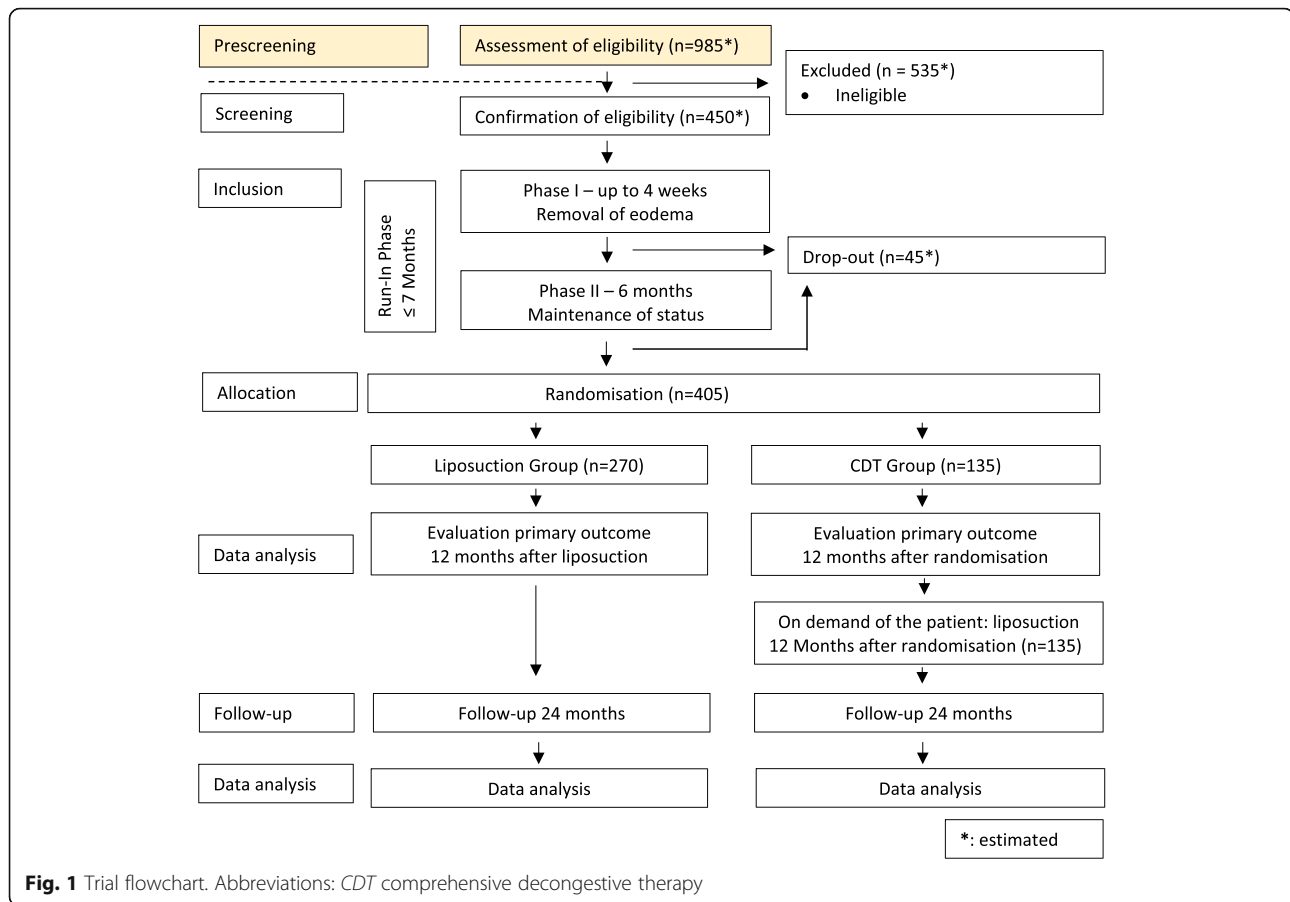 Prescreening
Assessment of eligibility (n=985*)
Excluded (n = 535*)
• Ineligible
Screening
Confirmation of eligibility (n=450*)
Inclusion
Run-In Phase
≤ 7 Months
Phase I – up to 4 weeks
Removal of eodema
Drop-out (n=45*)
Phase II – 6 months
Maintenance of status
Allocation
Randomisation (n=405)
Liposuction Group (n=270)
CDT Group (n=135)
Data analysis
Evaluation primary outcome
12 months after liposuction
Evaluation primary outcome
12 months after randomisation
On demand of the patient: liposuction
12 Months after randomisation (n=135)
Follow-up
Follow-up 24 months
Follow-up 24 months
Data analysis
Data analysis
Data analysis
*: estimated
Fig. 1 Trial flowchart. Abbreviations: CDT comprehensive decongestive therapy